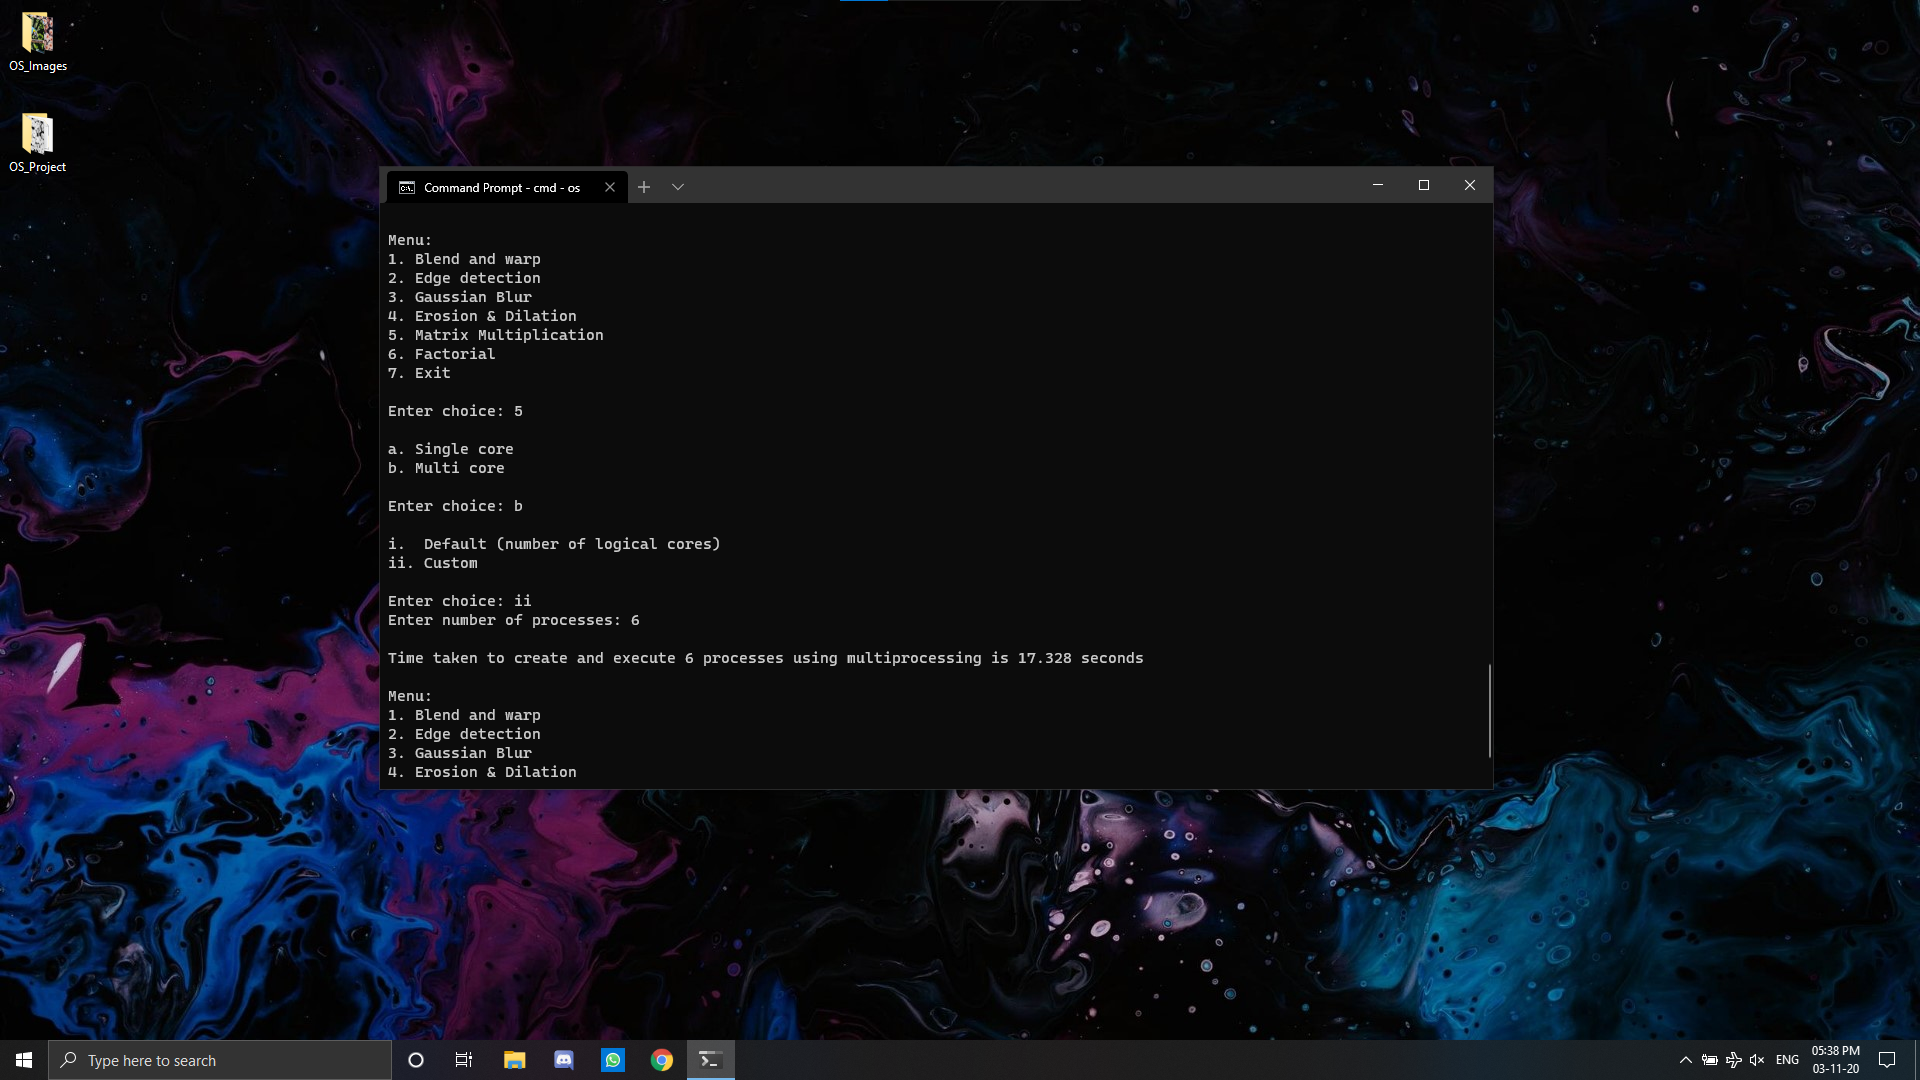 OS_Images
OS_Project
Command Prompt - cmd - os
Menu:
1. Blend and warp
2. Edge detection
3. Gaussian Blur
4. Erosion & Dilation
5. Matrix Multiplication
6. Factorial
7. Exit
Enter choice: 5
a. Single core
b. Multi core
Enter choice: b
i.  Default (number of logical cores)
ii. Custom
Enter choice: ii
Enter number of processes: 6
Time taken to create and execute 6 processes using multiprocessing is 17.328 seconds
Menu:
1. Blend and warp
2. Edge detection
3. Gaussian Blur
4. Erosion & Dilation
Type here to search
ENG
05:38 PM
03-11-20